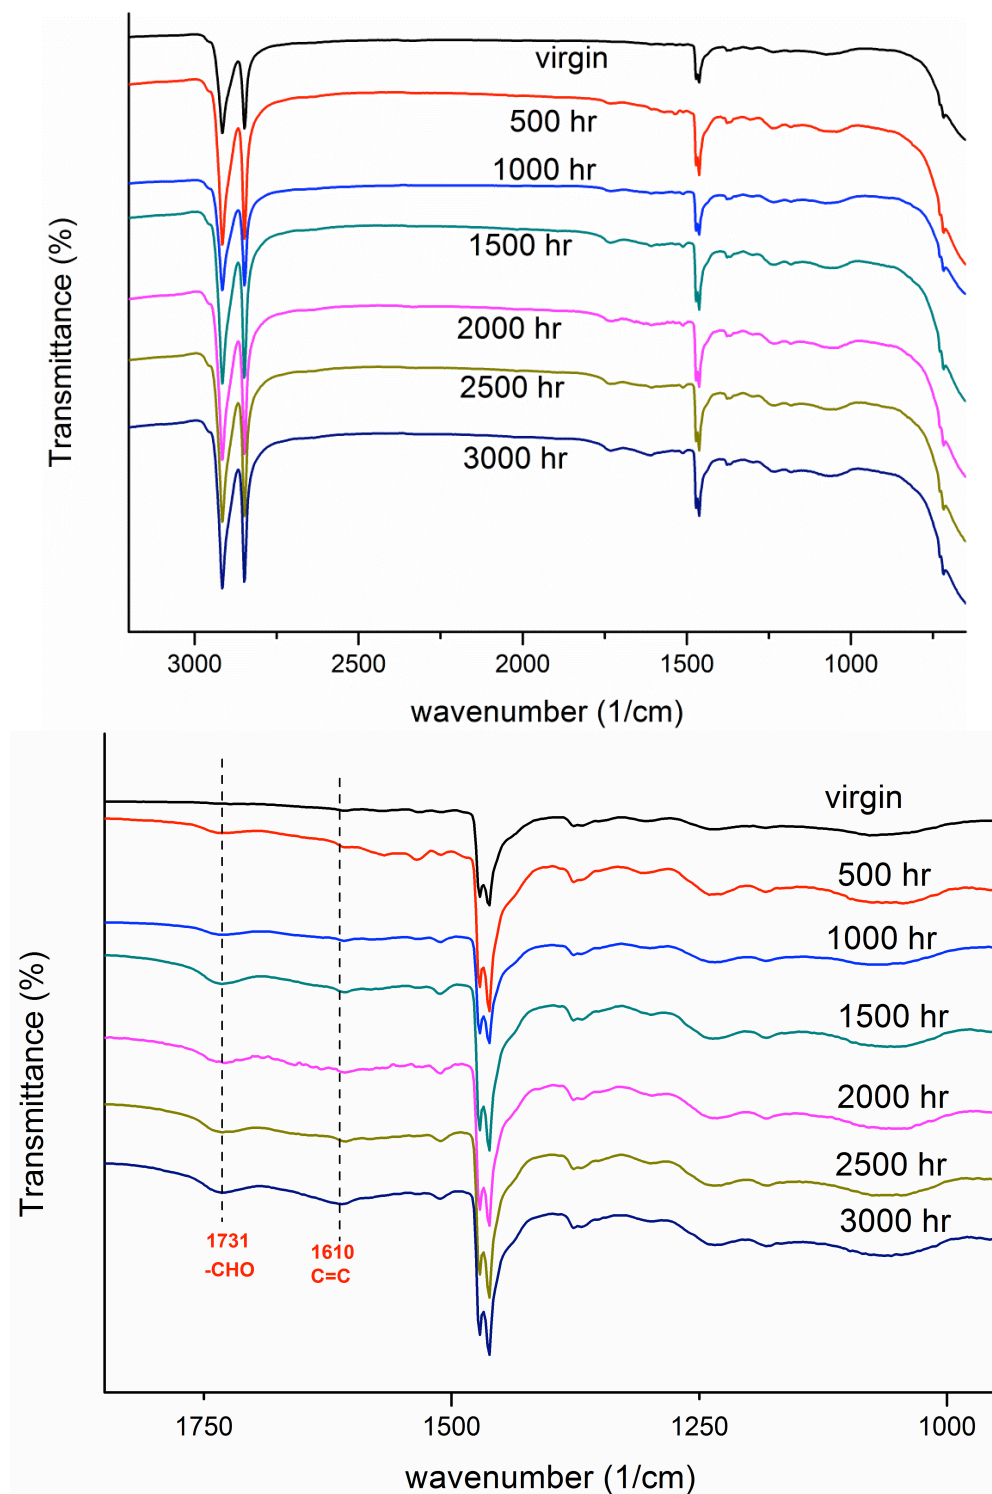 virgin
500 hr
1000 hr
1500 hr
2000 hr
2500 hr
3000 hr
Transmittance (%)
3000
2500
2000
1500
1000
wavenumber (1/cm)
virgin
500 hr
1000 hr
1500 hr
2000 hr
2500 hr
3000 hr
1731
-CHO
1610
C=C
Transmittance (%)
1750
1500
1250
1000
wavenumber (1/cm)